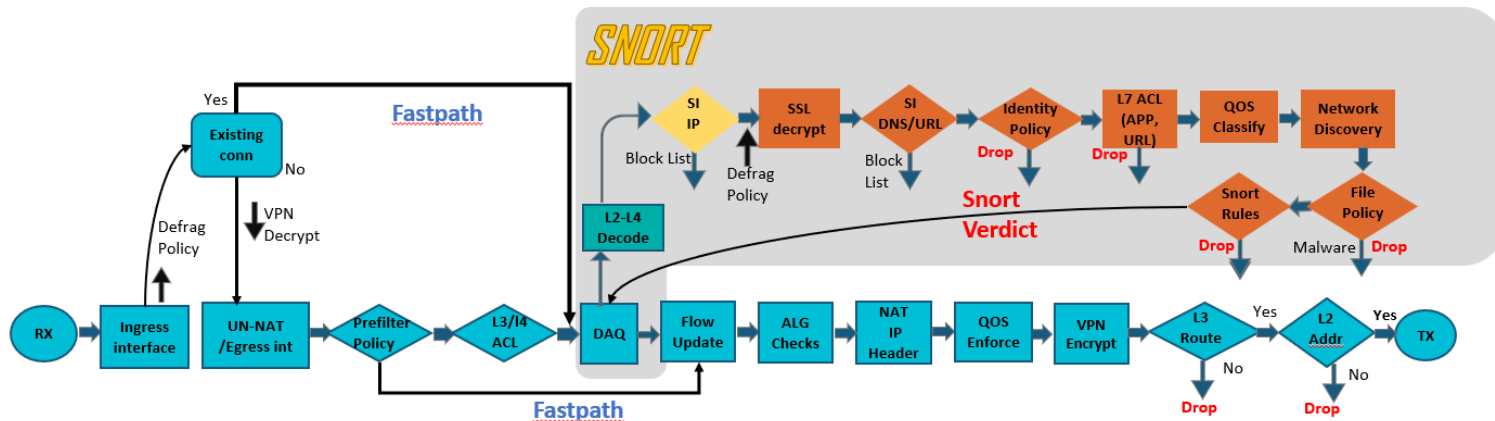 SNORT
Yes
Fastpath
Existing
conn
No
Defrag
Policy
VPN
Decrypt
SI
IP
Block List
Defrag
Policy
SSL
decrypt
SI
DNS/URL
Block
List
Identity
Policy
Drop
L7 ACL
(APP,
URL)
Drop
QOS
Classify
Network
Discovery
File
Policy
Malware
Drop
Snort
Rules
Drop
Snort
Verdict
L2-L4
Decode
RX
Ingress
interface
UN-NAT
/Egress int
Prefilter
Policy
L3/l4
ACL
DAQ
Flow
Update
ALG
Checks
NAT
IP
Header
QOS
Enforce
VPN
Encrypt
L3
Route
Yes
No
Drop
L2
Addr
Yes
No
Drop
TX
Fastpath